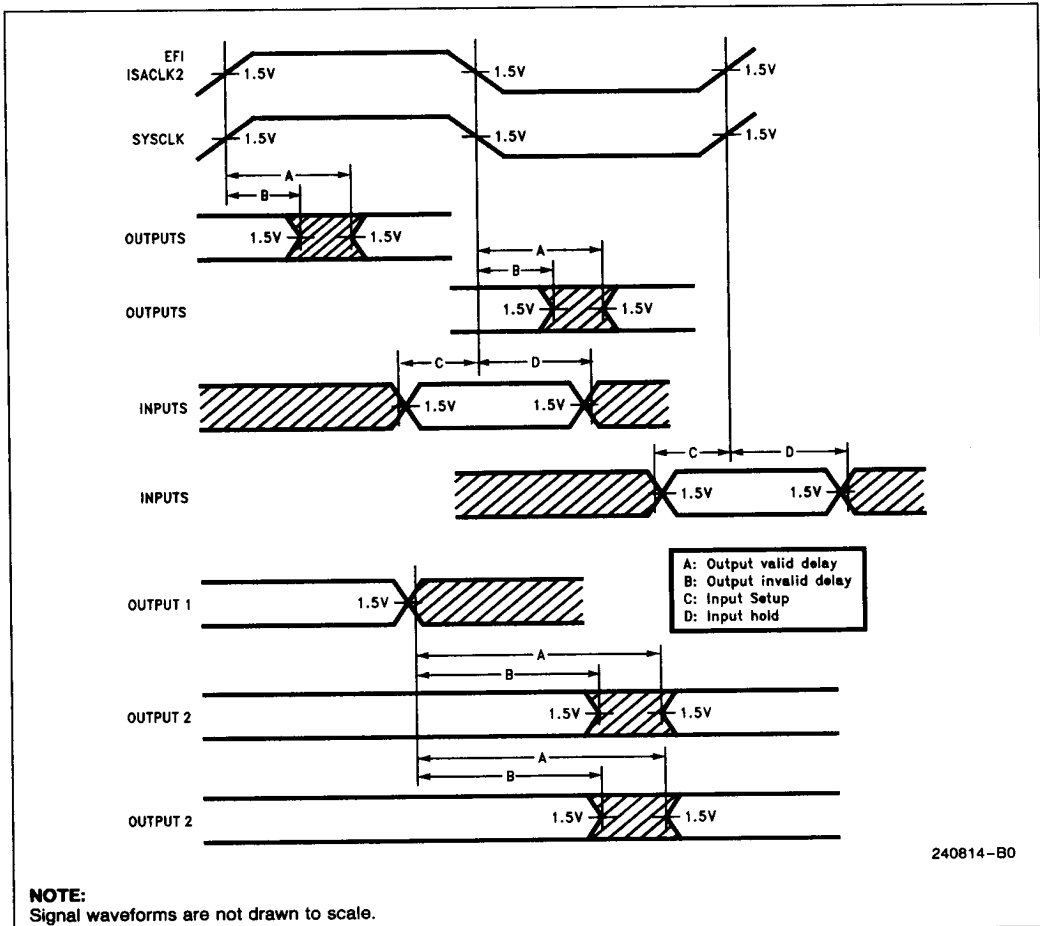 EFI
ISACLK2
1.5V
1.5V
1.5V
SYSCLK
1.5V
1.5V
1.5V
A
B
OUTPUTS
1.5V
1.5V
A
B
OUTPUTS
1.5V
1.5V
C
D
INPUTS
1.5V
1.5V
C
D
INPUTS
1.5V
1.5V
A: Output valid delay
B: Output invalid delay
C: Input Setup
D: Input hold
OUTPUT 1
1.5V
A
B
OUTPUT 2
1.5V
1.5V
A
B
OUTPUT 2
1.5V
1.5V
240814-B0
NOTE:
Signal waveforms are not drawn to scale.